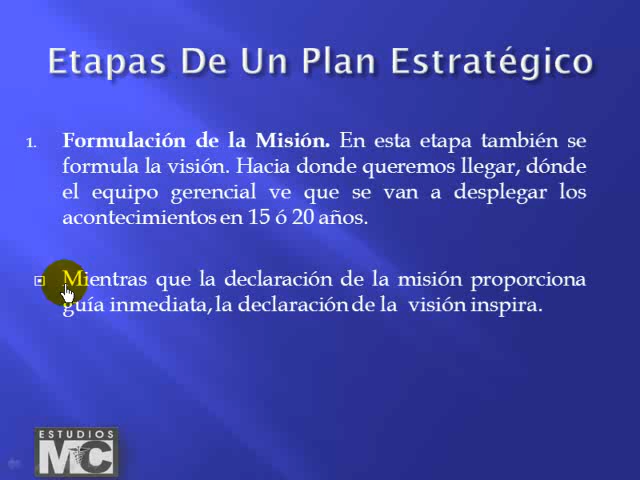 Etapas De Un Plan Estratégico
1. Formulación de la Misión. En esta etapa también se
formula la visión. Hacia donde queremos llegar, dónde
el equipo gerencial ve que se van a desplegar los
acontecimientos en 15 ó 20 años.
Mientras que la declaración de la misión proporciona
guía inmediata, la declaración de la visión inspira.
ESTUDIOS
MC